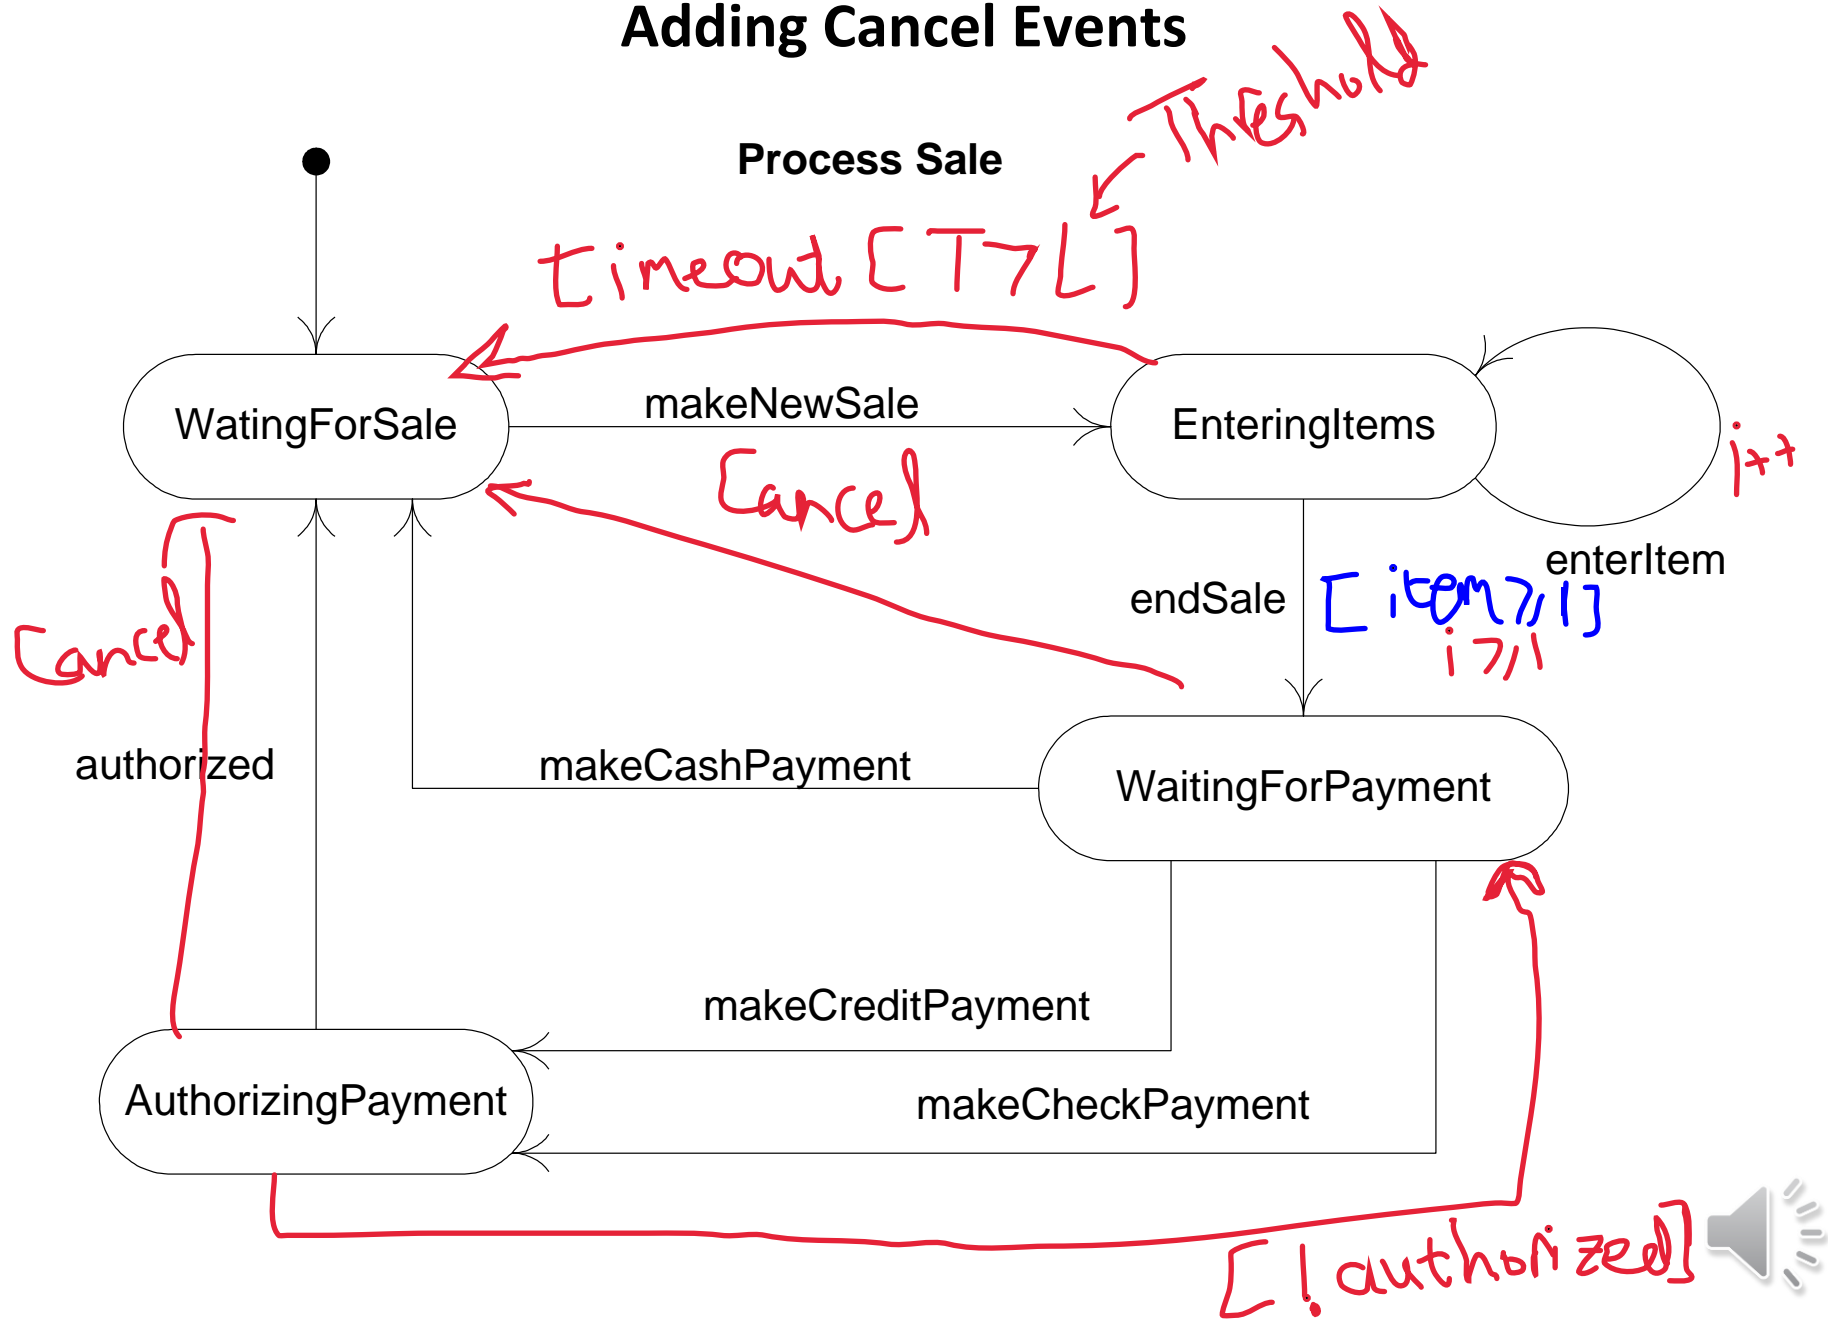 Adding Cancel Events
Threshold
Process Sale
timeout [T>L]
makeNewSale
WatingForSale
EnteringItems
i++
Cancel
enterItem
endSale
[item≥1]
i≥1
Cancel
authorized
makeCashPayment
WaitingForPayment
makeCreditPayment
AuthorizingPayment
makeCheckPayment
[!authorized]